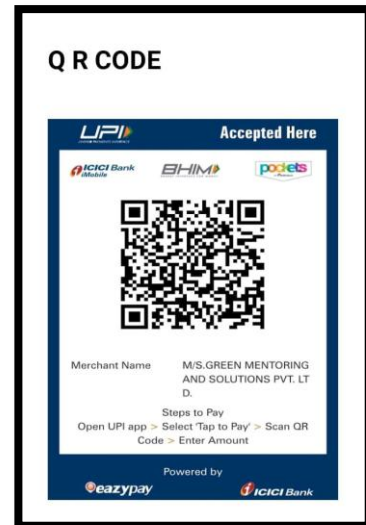 Q R CODE
UPI
Accepted Here
ICICI Bank
iMobile
BHIM
pockets
Merchant Name
M/S.GREEN MENTORING
AND SOLUTIONS PVT. LT
D.
Steps to Pay
Open UPI app > Select 'Tap to Pay' > Scan QR
Code > Enter Amount
Powered by
eazypay
ICICI Bank